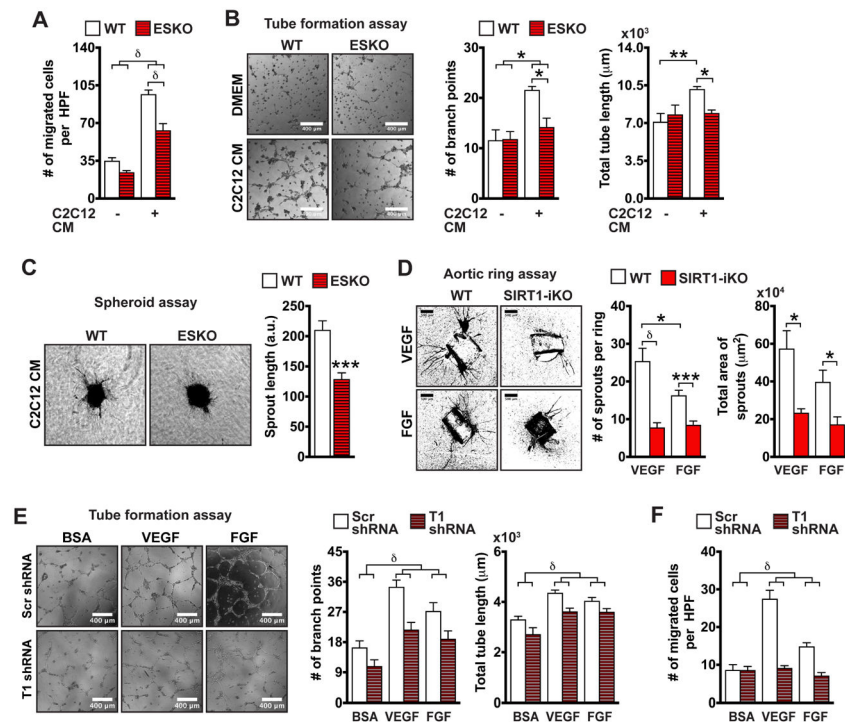 A
WT ESKO
# of migrated cells
per HPF
140
105
70
35
0
δ
δ
C2C12
CM
- +
B
Tube formation assay
WT ESKO
DMEM
400 µm 400 µm
C2C12 CM
400 µm 400 µm
WT ESKO
# of branch points
30
20
10
0
*
*
C2C12
CM
- +
Total tube length (µm)
x10³
13.0
10.0
7.0
3.0
0
**
*
C2C12
CM
- +
C
Spheroid assay
WT ESKO
C2C12 CM
WT ESKO
Sprout length (a.u.)
250
200
150
100
50
0
***
D
Aortic ring assay
WT SIRT1-iKO
VEGF
FGF
WT SIRT1-iKO
# of sprouts per ring
40
30
20
10
0
*
δ
***
VEGF FGF
Total area of
sprouts (µm²)
x10⁴
80
60
40
20
0
*
*
VEGF FGF
E
Tube formation assay
BSA VEGF FGF
Scr shRNA
400 µm 400 µm 400 µm
T1 shRNA
400 µm 400 µm 400 µm
Scr
shRNA
T1
shRNA
# of branch points
45
36
27
18
9
0
δ
BSA VEGF FGF
Total tube length (µm)
x10³
6
4
2
0
δ
BSA VEGF FGF
F
Scr
shRNA
T1
shRNA
# of migrated cells
per HPF
40
30
20
10
0
δ
BSA VEGF FGF